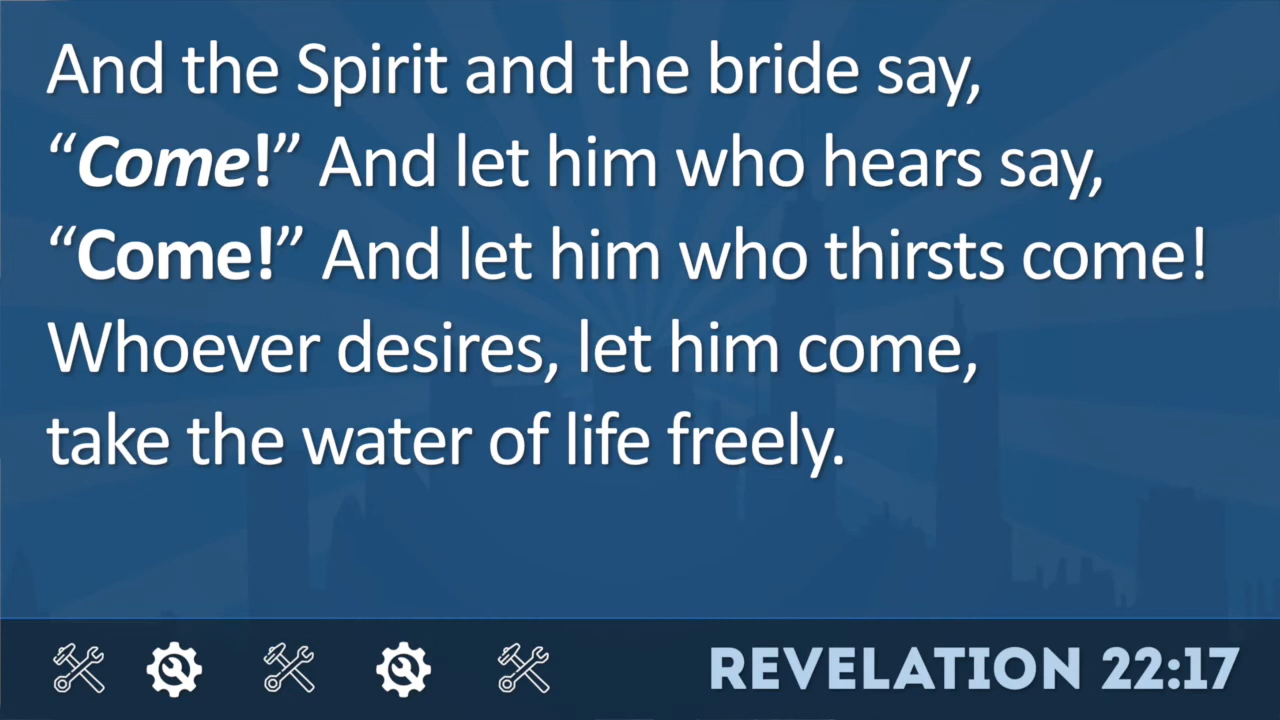 And the Spirit and the bride say,
“Come!” And let him who hears say,
“Come!” And let him who thirsts come!
Whoever desires, let him come,
take the water of life freely.
REVELATION 22:17